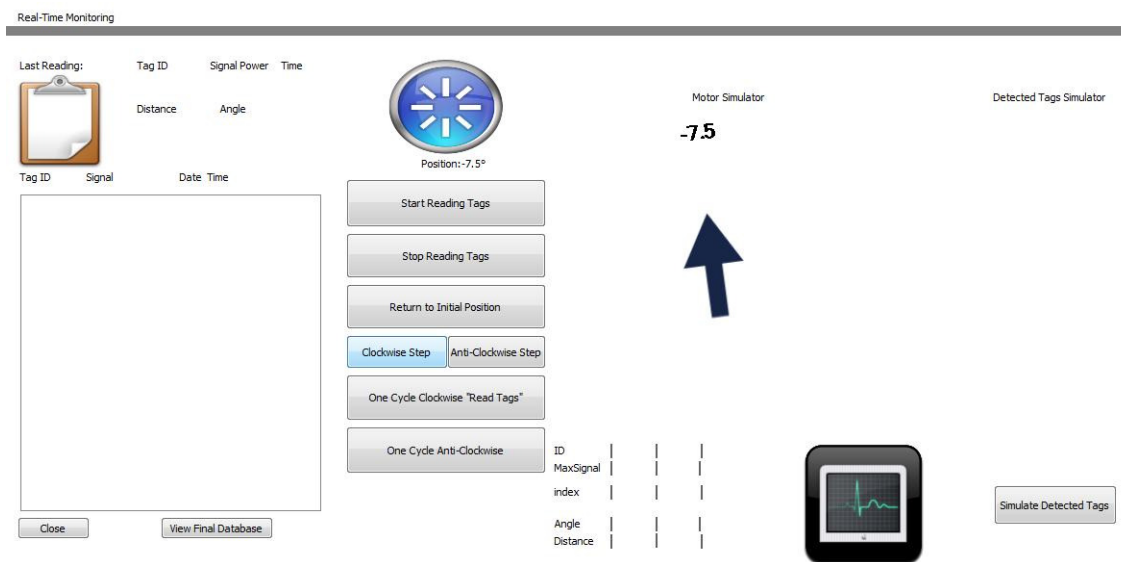 Real-Time Monitoring
Last Reading: Tag ID Signal Power Time
Distance Angle
Tag ID Signal Date Time
Close
View Final Database
Position:-7.5°
Start Reading Tags
Stop Reading Tags
Return to Initial Position
Clockwise Step Anti-Clockwise Step
One Cycle Clockwise "Read Tags"
One Cycle Anti-Clockwise
Motor Simulator
-7.5
ID | | |
MaxSignal | | |
index | | |
Angle | | |
Distance | | |
Detected Tags Simulator
Simulate Detected Tags